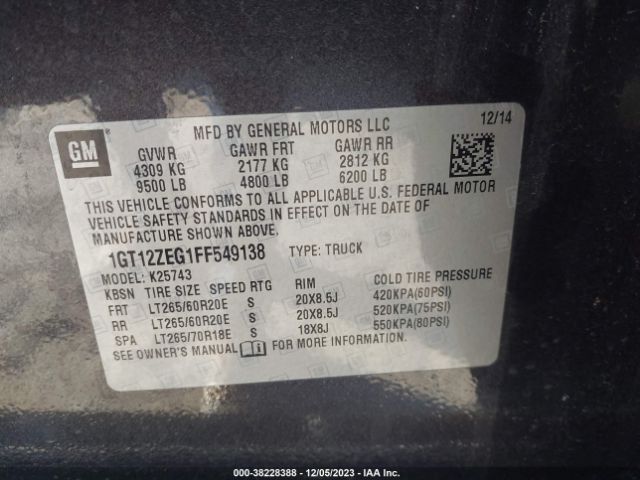 GM
MFD BY GENERAL MOTORS LLC
12/14
GVWR GAWR FRT GAWR RR
4309 KG 2177 KG 2812 KG
9500 LB 4800 LB 6200 LB
THIS VEHICLE CONFORMS TO ALL APPLICABLE U.S. FEDERAL MOTOR
VEHICLE SAFETY STANDARDS IN EFFECT ON THE DATE OF
MANUFACTURE SHOWN ABOVE.
1GT12ZEG1FF549138 TYPE: TRUCK
MODEL: K25743
KBSN TIRE SIZE SPEED RTG RIM COLD TIRE PRESSURE
FRT LT265/60R20E S 20X8.5J 420KPA(60PSI)
RR LT265/60R20E S 20X8.5J 520KPA(75PSI)
SPA LT265/70R18E S 18X8J 550KPA(80PSI)
SEE OWNER'S MANUAL FOR MORE INFORMATION.
000-38228388 - 12/05/2023 - IAA Inc.